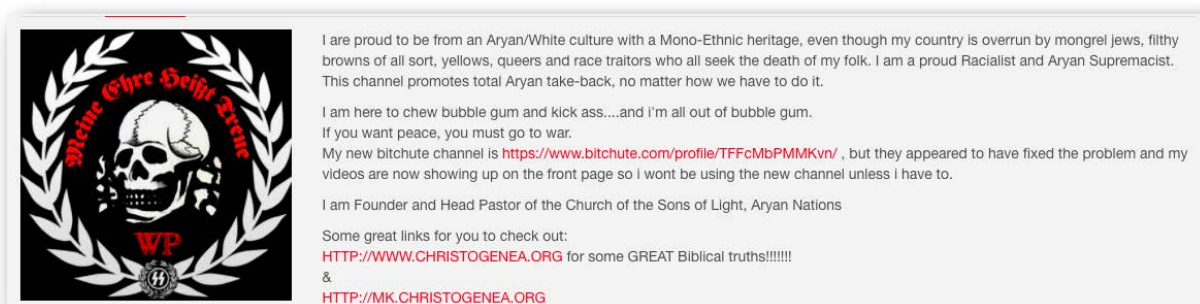 Meine Ehre Heißt Treue
WP
I are proud to be from an Aryan/White culture with a Mono-Ethnic heritage, even though my country is overrun by mongrel jews, filthy
browns of all sort, yellows, queers and race traitors who all seek the death of my folk. I am a proud Racialist and Aryan Supremacist.
This channel promotes total Aryan take-back, no matter how we have to do it.
I am here to chew bubble gum and kick ass....and i'm all out of bubble gum.
If you want peace, you must go to war.
My new bitchute channel is https://www.bitchute.com/profile/TFFcMbPMMKvn/ , but they appeared to have fixed the problem and my
videos are now showing up on the front page so i wont be using the new channel unless i have to.
I am Founder and Head Pastor of the Church of the Sons of Light, Aryan Nations
Some great links for you to check out:
HTTP://WWW.CHRISTOGENEA.ORG for some GREAT Biblical truths!!!!!!!
&
HTTP://MK.CHRISTOGENEA.ORG